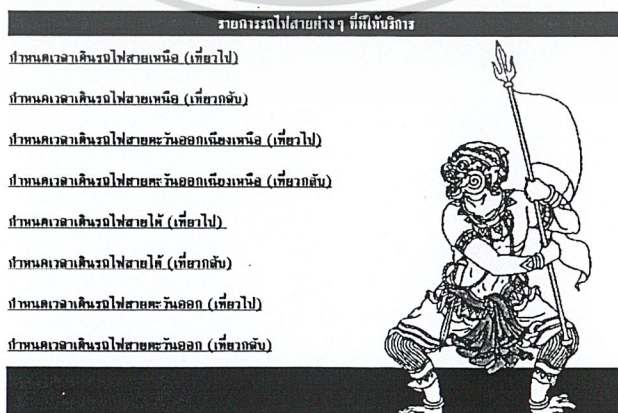 รายการรถไฟสายต่าง ๆ ที่มีให้บริการ
กำหนดเวลาเดินรถไฟสายเหนือ (เที่ยวไป)
กำหนดเวลาเดินรถไฟสายเหนือ (เที่ยวกลับ)
กำหนดเวลาเดินรถไฟสายตะวันออกเฉียงเหนือ (เที่ยวไป)
กำหนดเวลาเดินรถไฟสายตะวันออกเฉียงเหนือ (เที่ยวกลับ)
กำหนดเวลาเดินรถไฟสายใต้ (เที่ยวไป)
กำหนดเวลาเดินรถไฟสายใต้ (เที่ยวกลับ)
กำหนดเวลาเดินรถไฟสายตะวันออก (เที่ยวไป)
กำหนดเวลาเดินรถไฟสายตะวันออก (เที่ยวกลับ)